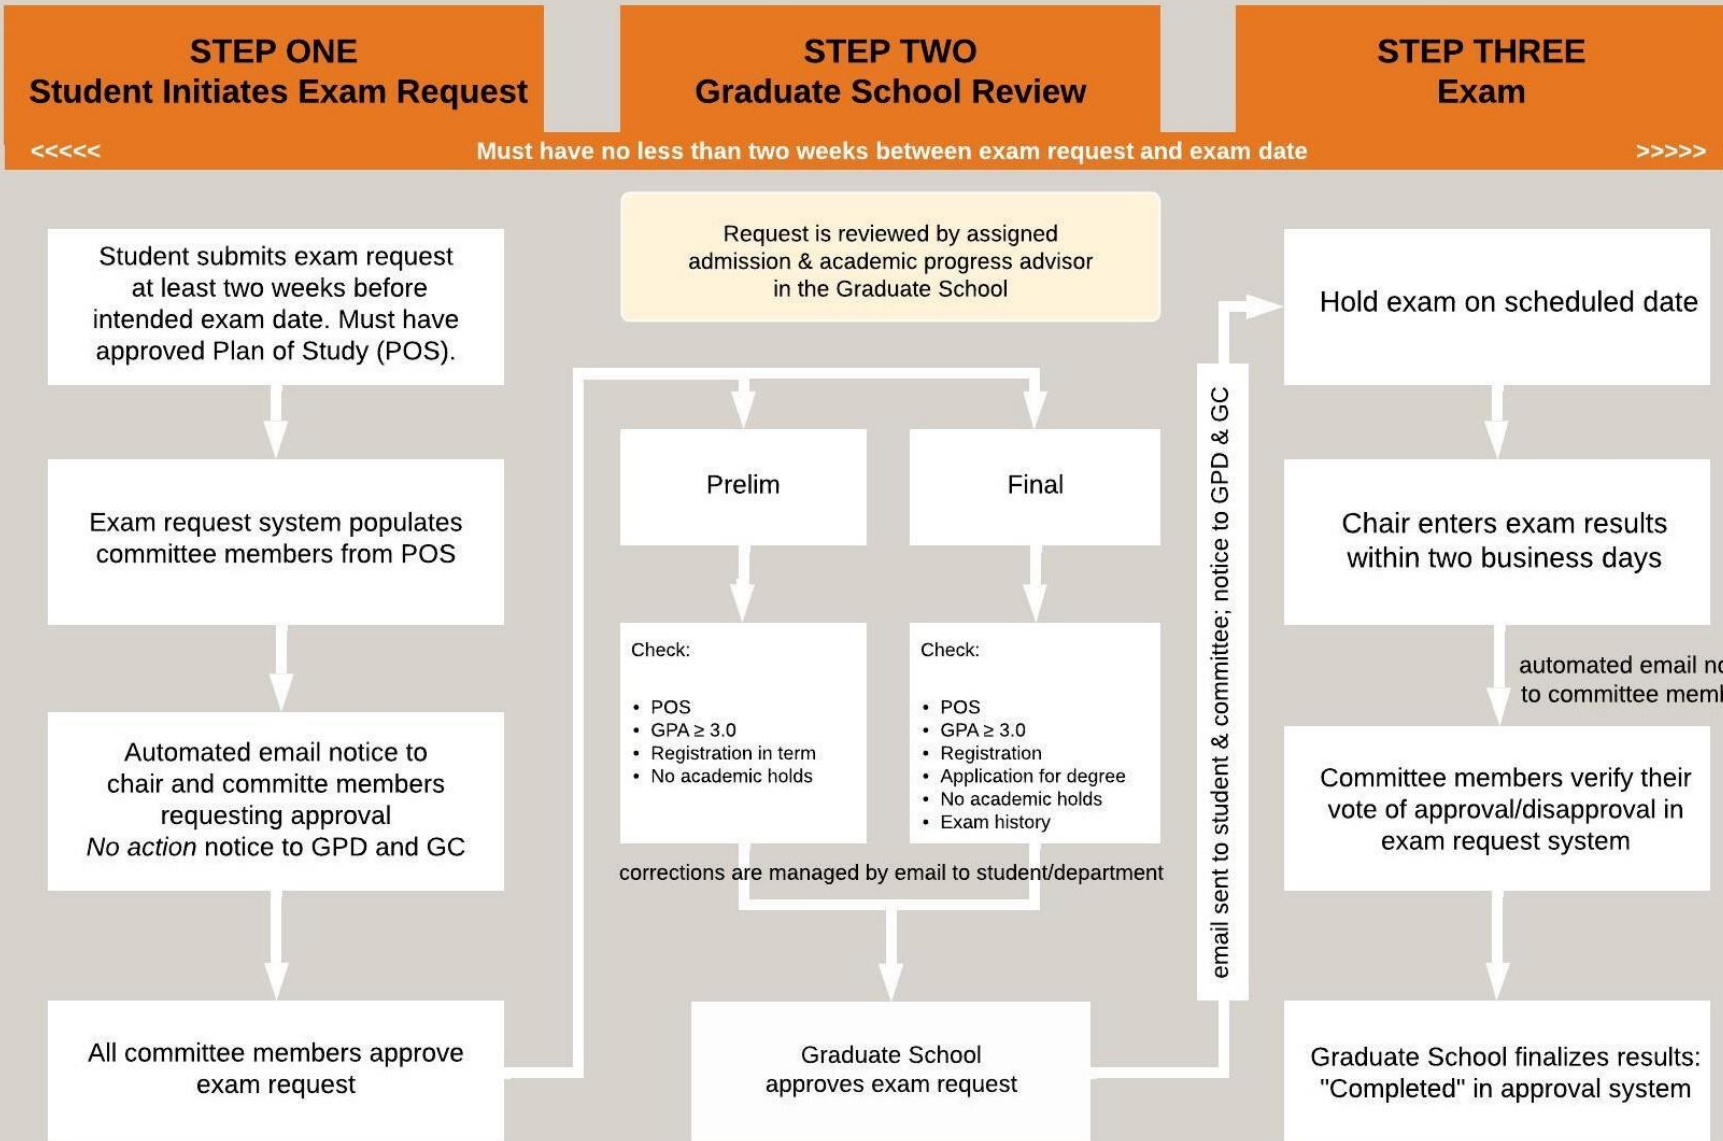 STEP ONE
Student Initiates Exam Request
STEP TWO
Graduate School Review
STEP THREE
Exam
<<<<< Must have no less than two weeks between exam request and exam date >>>>>
Student submits exam request
at least two weeks before
intended exam date. Must have
approved Plan of Study (POS).
Exam request system populates
committee members from POS
Automated email notice to
chair and committe members
requesting approval
No action notice to GPD and GC
All committee members approve
exam request
Request is reviewed by assigned
admission & academic progress advisor
in the Graduate School
Prelim
Check:
• POS
• GPA ≥ 3.0
• Registration in term
• No academic holds
Final
Check:
• POS
• GPA ≥ 3.0
• Registration
• Application for degree
• No academic holds
• Exam history
corrections are managed by email to student/department
Graduate School
approves exam request
email sent to student & committee; notice to GPD & GC
Hold exam on scheduled date
Chair enters exam results
within two business days
automated email
to committee
Committee members verify their
vote of approval/disapproval in
exam request system
Graduate School finalizes results:
"Completed" in approval system